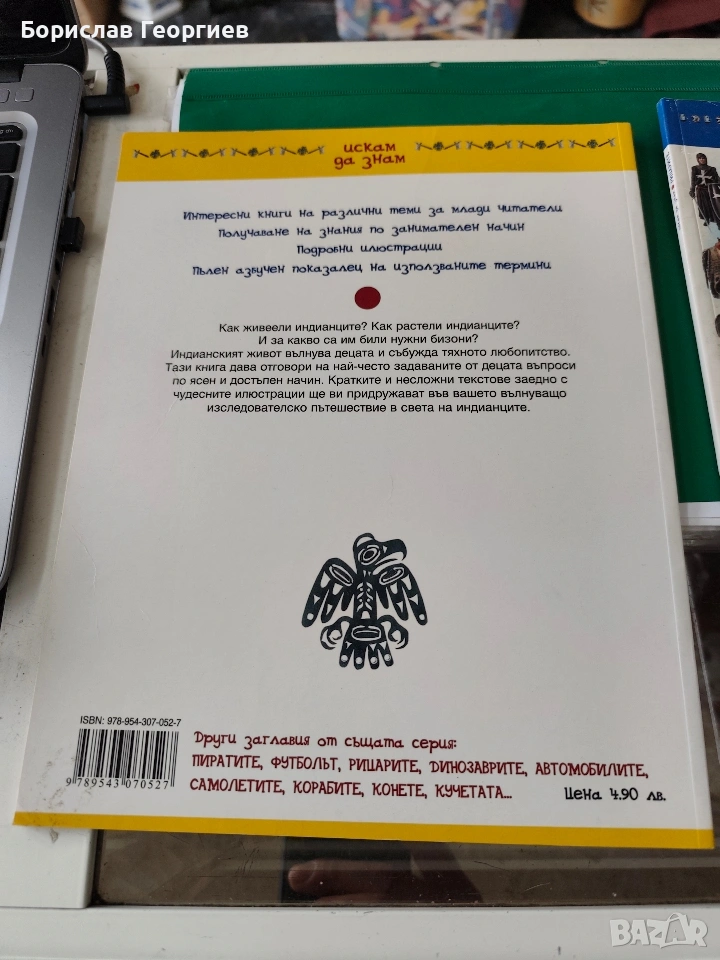 Борислав Георгиев
искам
да знам
Интересни книги на различни теми за млади читатели
Получаване на знания по занимателен начин
Подробни илюстрации
Пълен азбучен показалец на използваните термини
Как живеели индианците? Как растели индианците?
И за какво са им били нужни бизони?
Индианският живот вълнува децата и събужда тяхното любопитство.
Тази книга дава отговори на най-често задаваните от децата въпроси
по ясен и достъпен начин. Кратките и несложни текстове заедно с
чудесните илюстрации ще ви придружават във вашето вълнуващо
изследователско пътешествие в света на индианците.
ISBN: 978-954-307-052-7
9 789543 070527
Други заглавия от същата серия:
ПИРАТИТЕ, ФУТБОЛЪТ, РИЦАРИТЕ, ДИНОЗАВРИТЕ, АВТОМОБИЛИТЕ,
САМОЛЕТИТЕ, КОРАБИТЕ, КОНЕТЕ, КУЧЕТАТА...
Цена 4.90 лв.
BAZAR